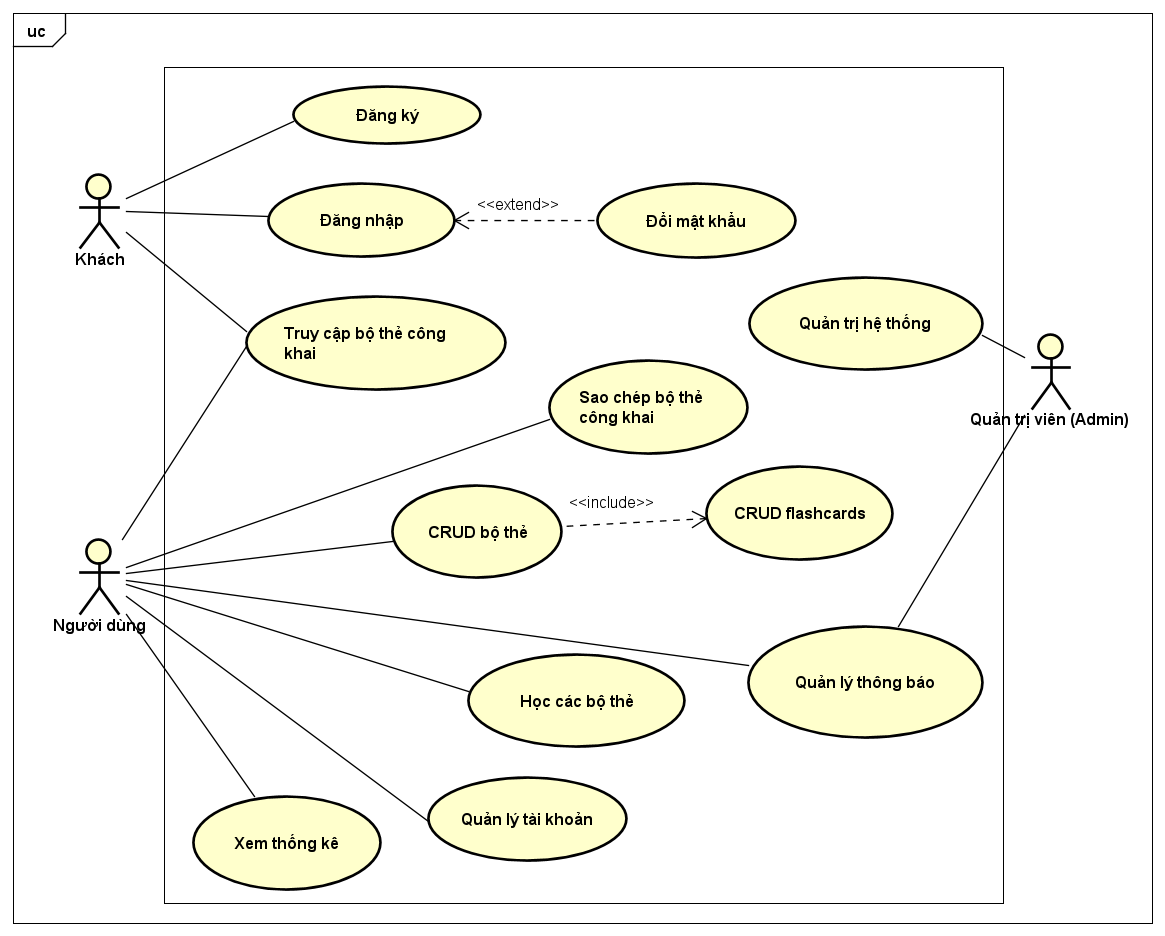 uc
Đăng ký
Khách
Đăng nhập
<<extend>>
Đổi mật khẩu
Truy cập bộ thẻ công
khai
Quản trị hệ thống
Quản trị viên (Admin)
Sao chép bộ thẻ
công khai
CRUD bộ thẻ
<<include>>
CRUD flashcards
Người dùng
Quản lý thông báo
Học các bộ thẻ
Quản lý tài khoản
Xem thống kê